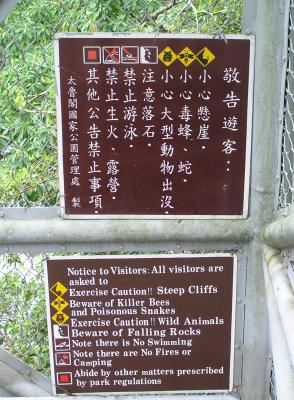 敬告遊客：
小心懸崖．
小心毒蜂、蛇．
小心大型動物出沒．
注意落石．
禁止游泳．
禁止生火、露營．
其他公告禁止事項．
太魯閣國家公園管理處 製
Notice to Visitors: All visitors are
asked to
Exercise Caution!! Steep Cliffs
Beware of Killer Bees
and Poisonous Snakes
Exercise Caution!! Wild Animals
Beware of Falling Rocks
Note there is No Swimming
Note there are No Fires or
Camping
Abide by other matters prescribed
by park regulations